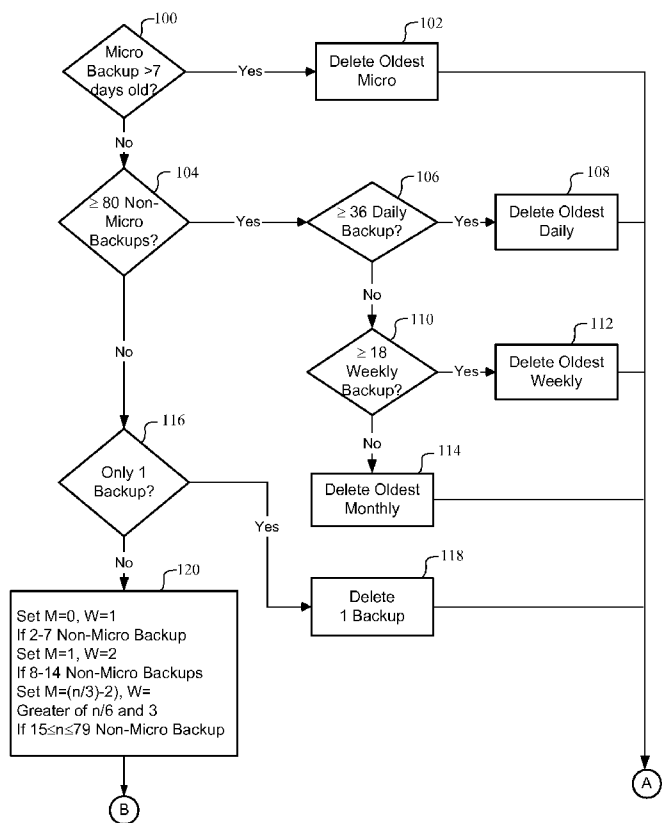 100
Micro
Backup >7
days old?
Yes
102
Delete Oldest
Micro
No
104
≥ 80 Non-
Micro
Backups?
Yes
106
≥ 36 Daily
Backup?
Yes
108
Delete Oldest
Daily
No
No
110
≥ 18
Weekly
Backup?
Yes
112
Delete Oldest
Weekly
No
114
Delete Oldest
Monthly
116
Only 1
Backup?
Yes
118
Delete
1 Backup
No
120
Set M=0, W=1
If 2-7 Non-Micro Backup
Set M=1, W=2
If 8-14 Non-Micro Backups
Set M=(n/3)-2), W=
Greater of n/6 and 3
If 15≤n≤79 Non-Micro Backup
A
B